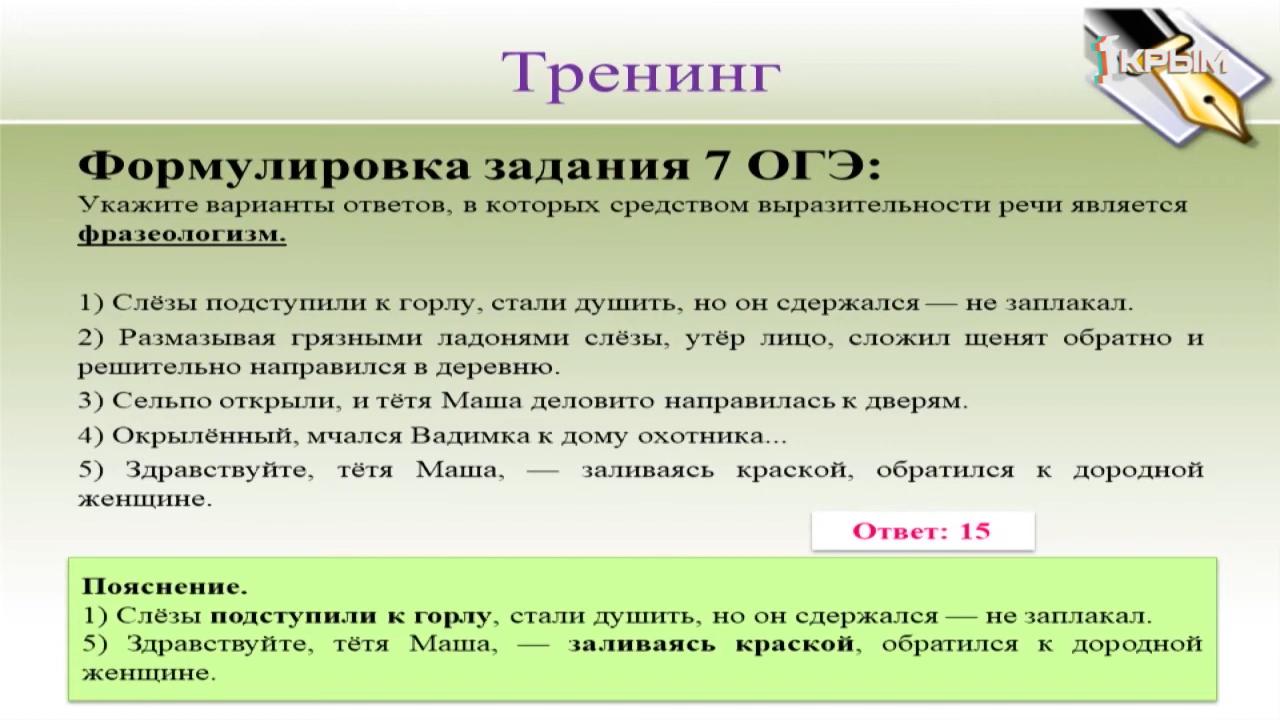 Тренинг
1КРЫМ
Формулировка задания 7 ОГЭ:
Укажите варианты ответов, в которых средством выразительности речи является
фразеологизм.
1) Слёзы подступили к горлу, стали душить, но он сдержался — не заплакал.
2) Размазывая грязными ладонями слёзы, утёр лицо, сложил щенят обратно и
решительно направился в деревню.
3) Сельпо открыли, и тётя Маша деловито направилась к дверям.
4) Окрылённый, мчался Вадимка к дому охотника...
5) Здравствуйте, тётя Маша, — заливаясь краской, обратился к дородной
женщине.
Ответ: 15
Пояснение.
1) Слёзы подступили к горлу, стали душить, но он сдержался — не заплакал.
5) Здравствуйте, тётя Маша, — заливаясь краской, обратился к дородной
женщине.